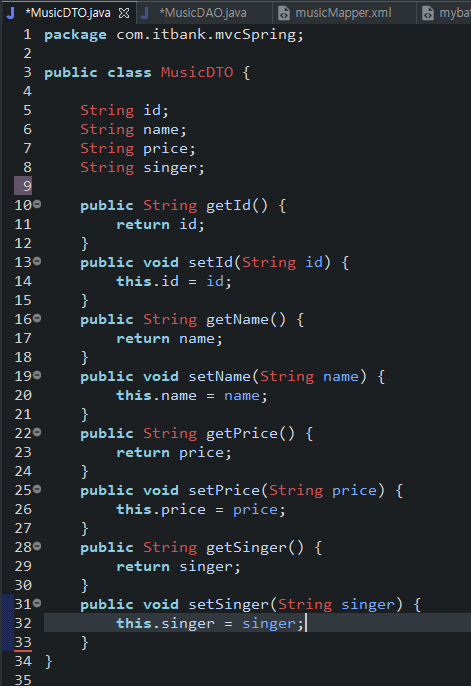 *MusicDTO.java *MusicDAO.java musicMapper.xml
1 package com.itbank.mvcSpring;
2
3 public class MusicDTO {
4
5 String id;
6 String name;
7 String price;
8 String singer;
9
10 public String getId() {
11 return id;
12 }
13 public void setId(String id) {
14 this.id = id;
15 }
16 public String getName() {
17 return name;
18 }
19 public void setName(String name) {
20 this.name = name;
21 }
22 public String getPrice() {
23 return price;
24 }
25 public void setPrice(String price) {
26 this.price = price;
27 }
28 public String getSinger() {
29 return singer;
30 }
31 public void setSinger(String singer) {
32 this.singer = singer;
33 }
34 }
35